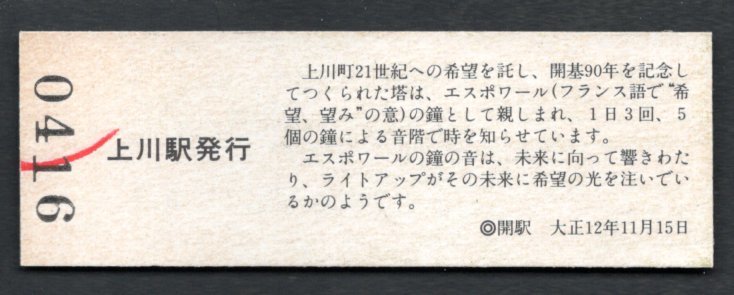 0416
上川駅発行
上川町21世紀への希望を託し、開基90年を記念し
てつくられた塔は、エスポワール(フランス語で“希
望、望み”の意)の鐘として親しまれ、1日3回、5
個の鐘による音階で時を知らせています。
エスポワールの鐘の音は、未来に向って響きわた
り、ライトアップがその未来に希望の光を注いでい
るかのようです。
◎開駅　大正12年11月15日